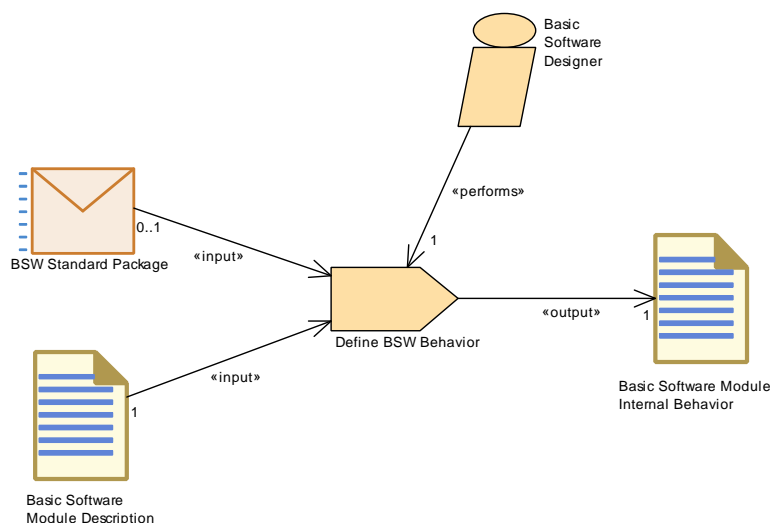 Basic
Software
Designer
«performs»
1
0..1
BSW Standard Package
«input»
Define BSW Behavior
«output»
1
Basic Software Module
Internal Behavior
«input»
1
Basic Software
Module Description